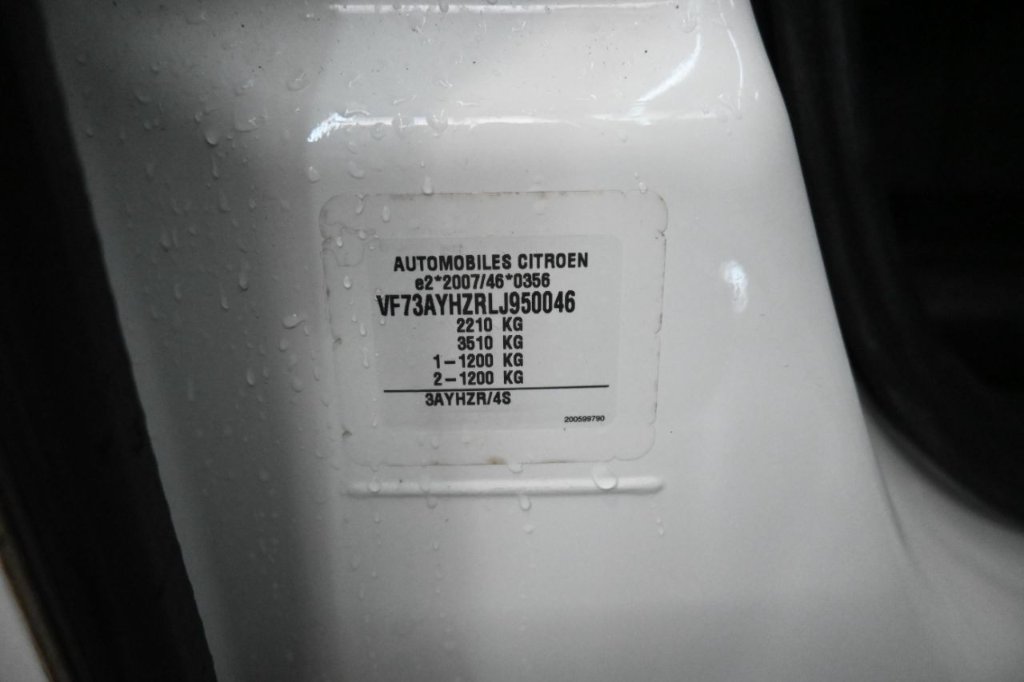 AUTOMOBILES CITROEN
e2*2007/46*0356
VF73AYHZRLJ950046
2210 KG
3510 KG
1-1200 KG
2-1200 KG
3AYHZR/4S
200599790